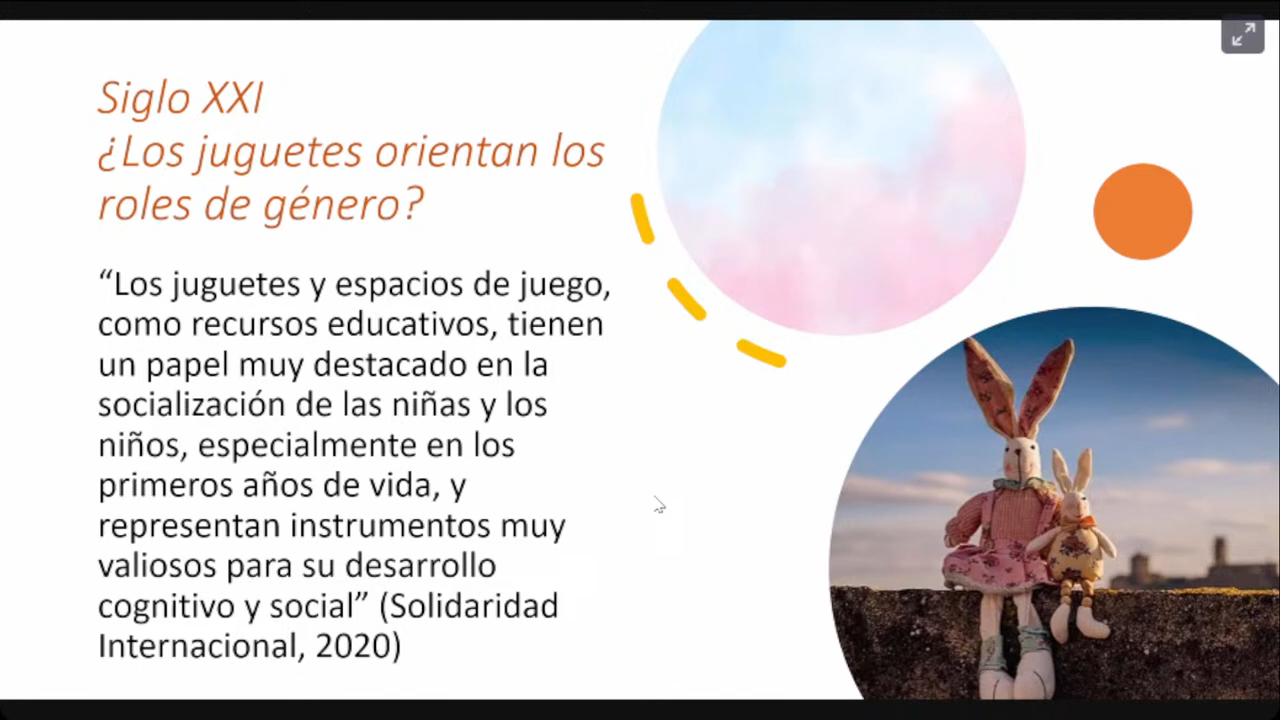 Siglo XXI
¿Los juguetes orientan los
roles de género?
“Los juguetes y espacios de juego,
como recursos educativos, tienen
un papel muy destacado en la
socialización de las niñas y los
niños, especialmente en los
primeros años de vida, y
representan instrumentos muy
valiosos para su desarrollo
cognitivo y social” (Solidaridad
Internacional, 2020)